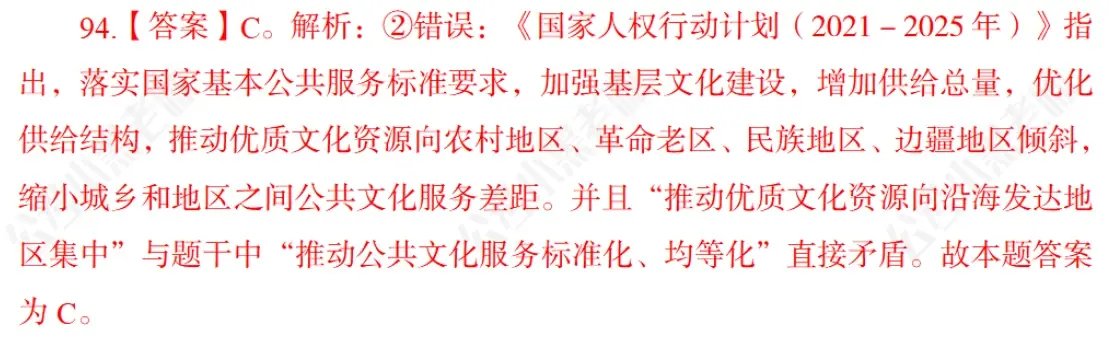 94.【答案】C。解析：②错误：《国家人权行动计划（2021－2025年）》指
出，落实国家基本公共服务标准要求，加强基层文化建设，增加供给总量，优化
供给结构，推动优质文化资源向农村地区、革命老区、民族地区、边疆地区倾斜，
缩小城乡和地区之间公共文化服务差距。并且“推动优质文化资源向沿海发达地
区集中”与题干中“推动公共文化服务标准化、均等化”直接矛盾。故本题答案
为C。